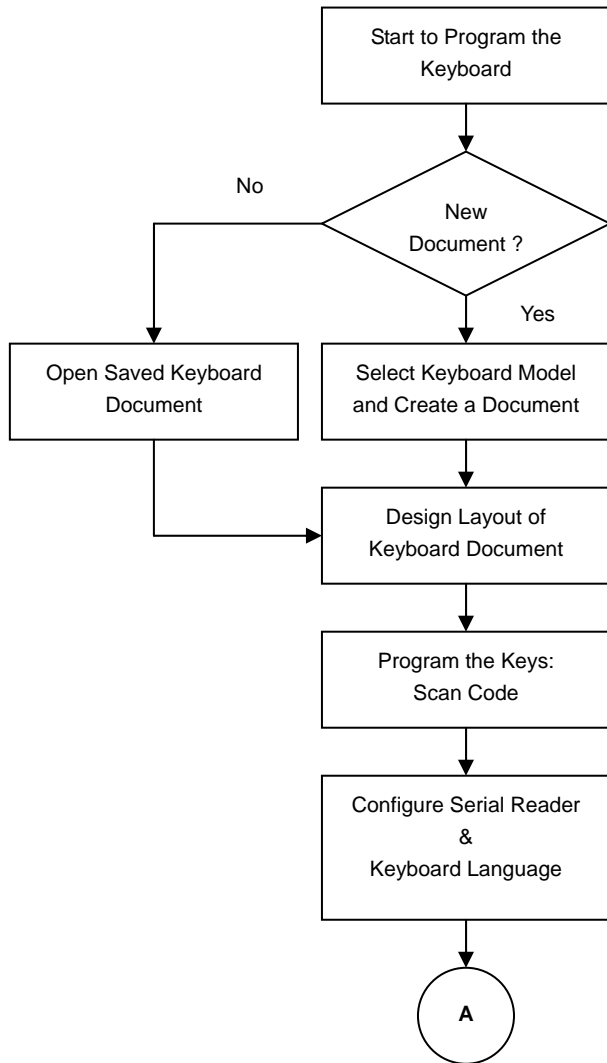 Start to Program the
Keyboard
No
New
Document ?
Yes
Open Saved Keyboard
Document
Select Keyboard Model
and Create a Document
Design Layout of
Keyboard Document
Program the Keys:
Scan Code
Configure Serial Reader
&
Keyboard Language
A